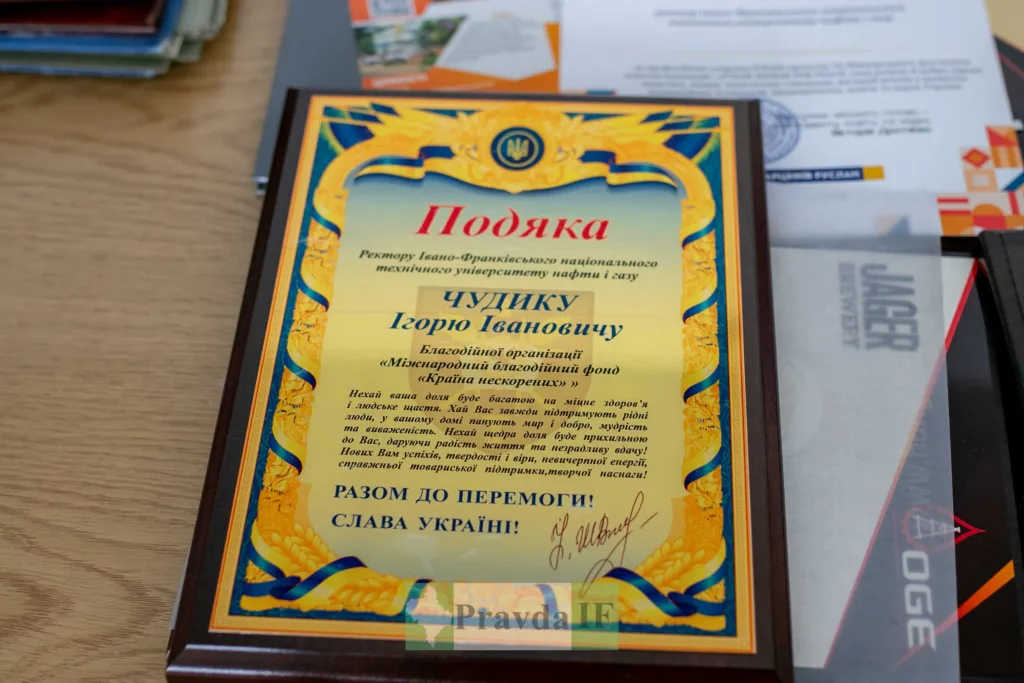 Подяка
Ректору Івано-Франківського національного
технічного університету нафти і газу
ЧУДИКУ
Ігорю Івановичу
Благодійної організації
«Міжнародний благодійний фонд
«Країна нескорених» »
Нехай ваша доля буде багатою на міцне здоров'я
і людське щастя. Хай Вас завжди підтримують рідні
люди, у вашому домі панують мир і добро, мудрість
та виваженість. Нехай щедра доля буде прихильною
до Вас, даруючи радість життя та незрадливу вдачу!
Нових Вам успіхів, твердості і віри, невичерпної енергії,
справжньої товариської підтримки,творчої наснаги!
РАЗОМ ДО ПЕРЕМОГИ!
СЛАВА УКРАЇНІ!
Pravda IF
РУСЛАН
JAGER
OGE